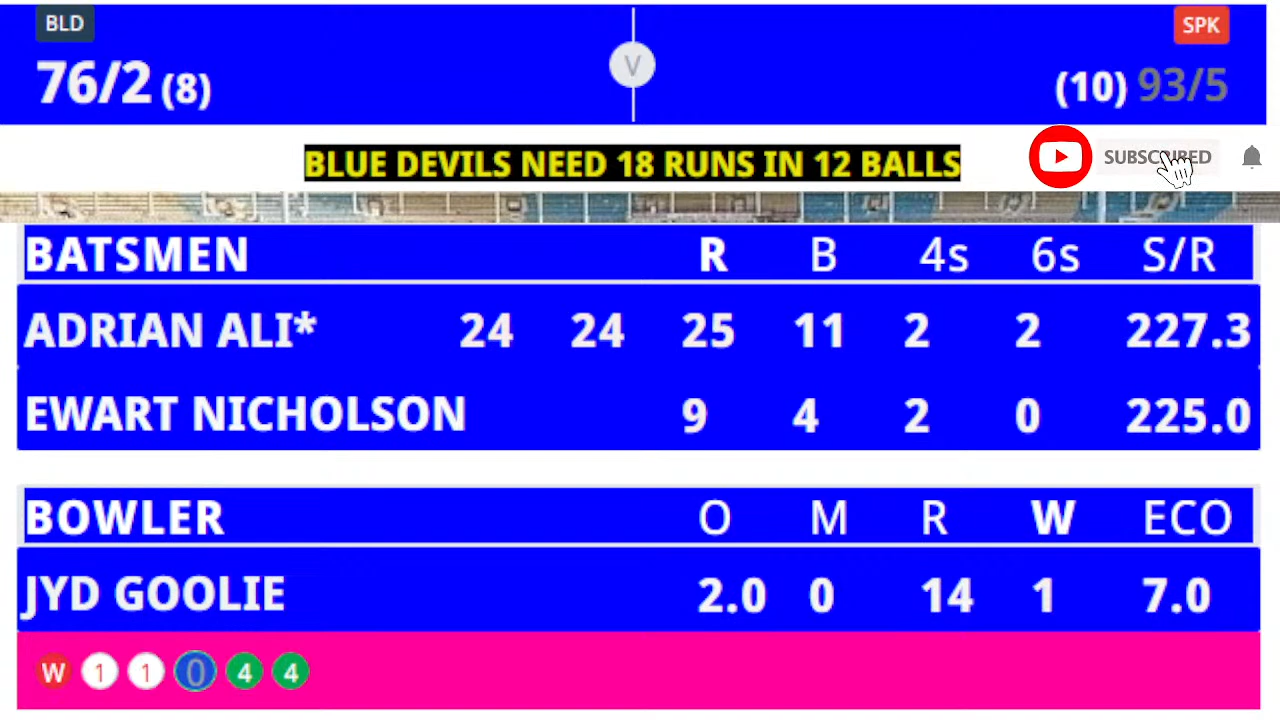 BLD
SPK
76/2 (8)
V
(10) 93/5
BLUE DEVILS NEED 18 RUNS IN 12 BALLS
SUBSCRIBED
BATSMEN R B 4s 6s S/R
ADRIAN ALI* 24 24 25 11 2 2 227.3
EWART NICHOLSON 9 4 2 0 225.0
BOWLER O M R W ECO
JYD GOOLIE 2.0 0 14 1 7.0
W 1 1 0 4 4